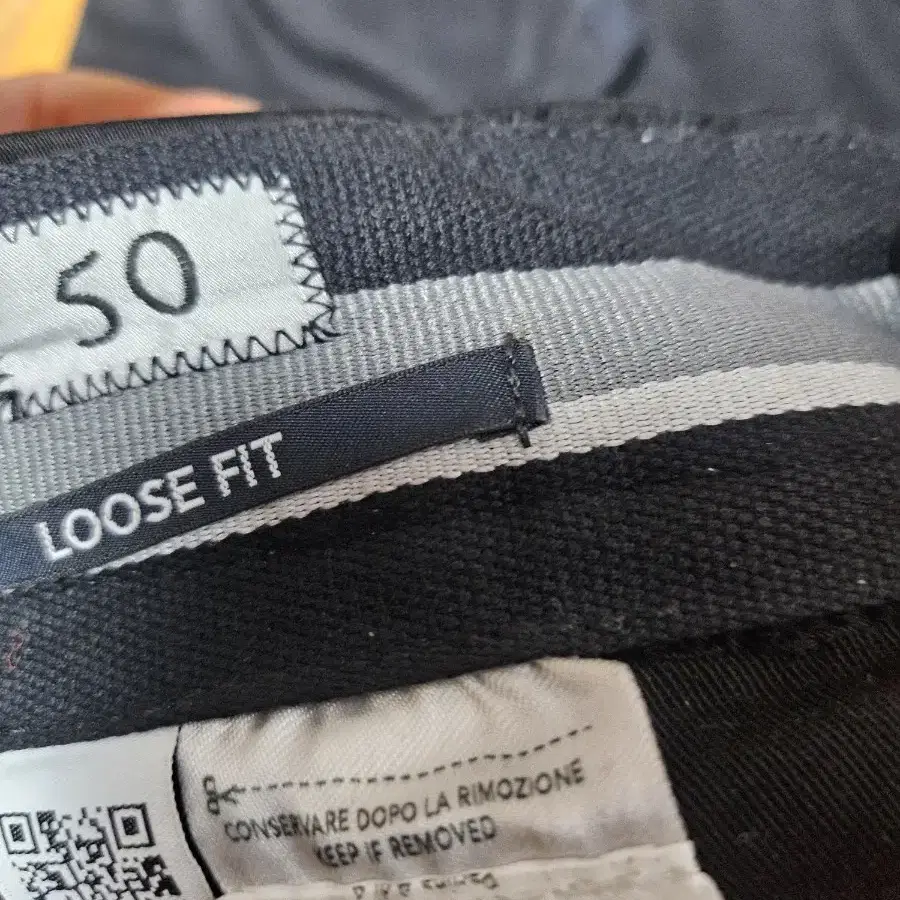 50
LOOSE FIT
CONSERVARE DOPO LA RIMOZIONE
KEEP IF REMOVED